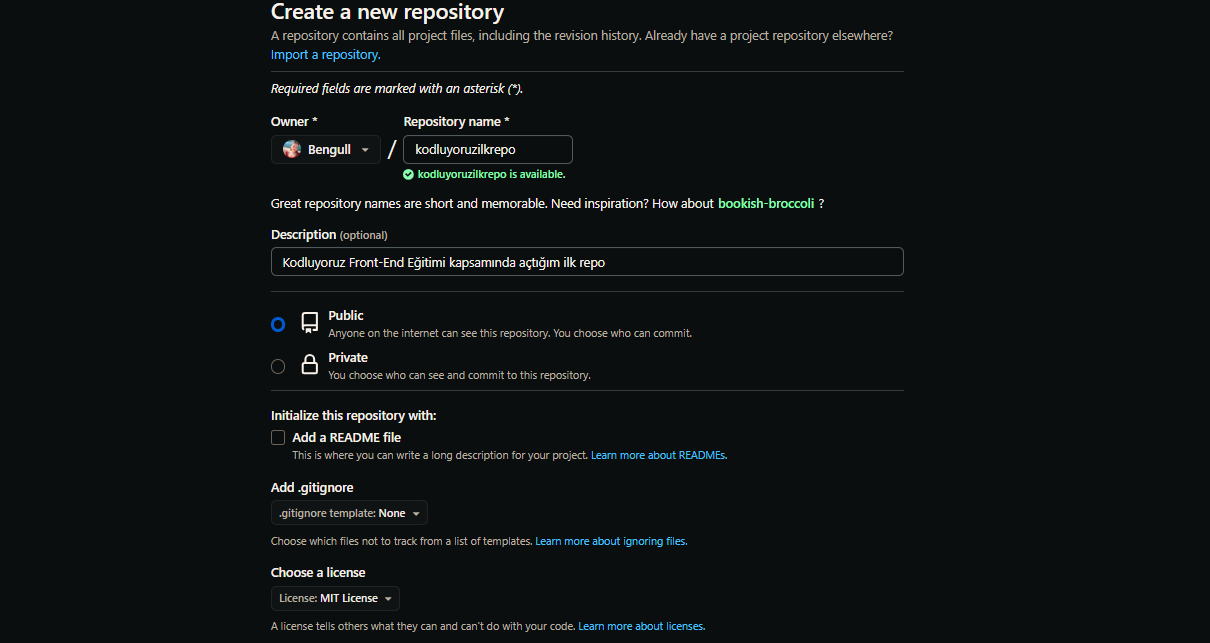 Create a new repository
A repository contains all project files, including the revision history. Already have a project repository elsewhere?
Import a repository.
Required fields are marked with an asterisk (*).
Owner *
Repository name *
Bengull
/
kodluyoruzilkrepo
kodluyoruzilkrepo is available.
Great repository names are short and memorable. Need inspiration? How about bookish-broccoli ?
Description (optional)
Kodluyoruz Front-End Eğitimi kapsamında açtığım ilk repo
Public
Anyone on the internet can see this repository. You choose who can commit.
Private
You choose who can see and commit to this repository.
Initialize this repository with:
Add a README file
This is where you can write a long description for your project. Learn more about READMEs.
Add .gitignore
.gitignore template: None
Choose which files not to track from a list of templates. Learn more about ignoring files.
Choose a license
License: MIT License
A license tells others what they can and can't do with your code. Learn more about licenses.